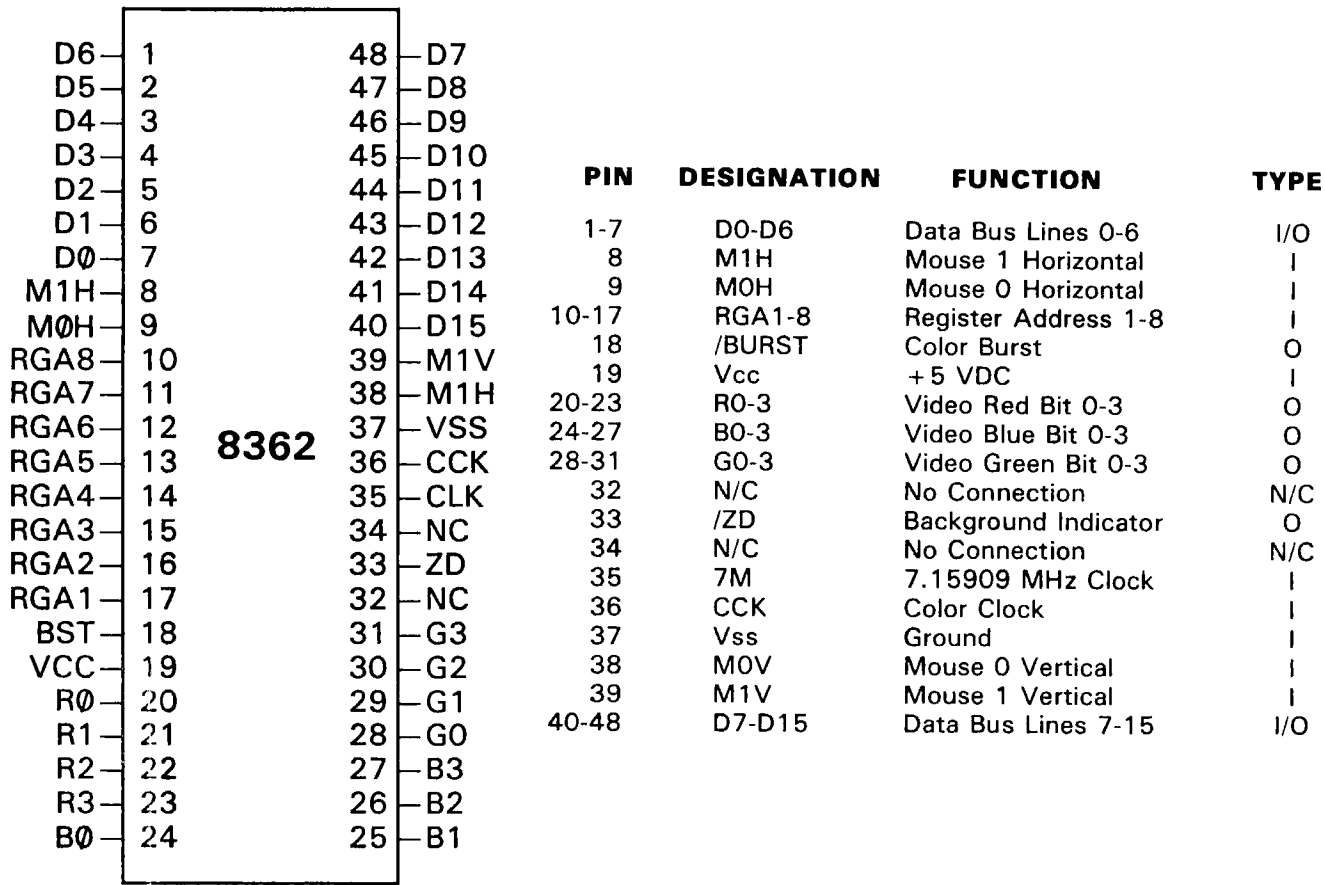 D6 1 48 D7
D5 2 47 D8
D4 3 46 D9
D3 4 45 D10
D2 5 44 D11
D1 6 43 D12
DØ 7 42 D13
M1H 8 41 D14
MØH 9 40 D15
RGA8 10 39 M1V
RGA7 11 38 M1H
RGA6 12 37 VSS
8362
RGA5 13 36 CCK
RGA4 14 35 CLK
RGA3 15 34 NC
RGA2 16 33 ZD
RGA1 17 32 NC
BST 18 31 G3
VCC 19 30 G2
RØ 20 29 G1
R1 21 28 G0
R2 22 27 B3
R3 23 26 B2
BØ 24 25 B1
PIN DESIGNATION FUNCTION TYPE
1-7 D0-D6 Data Bus Lines 0-6 I/O
8 M1H Mouse 1 Horizontal I
9 M0H Mouse 0 Horizontal I
10-17 RGA1-8 Register Address 1-8 I
18 /BURST Color Burst O
19 Vcc +5 VDC I
20-23 R0-3 Video Red Bit 0-3 O
24-27 B0-3 Video Blue Bit 0-3 O
28-31 G0-3 Video Green Bit 0-3 O
32 N/C No Connection N/C
33 /ZD Background Indicator O
34 N/C No Connection N/C
35 7M 7.15909 MHz Clock I
36 CCK Color Clock I
37 Vss Ground I
38 M0V Mouse 0 Vertical I
39 M1V Mouse 1 Vertical I
40-48 D7-D15 Data Bus Lines 7-15 I/O